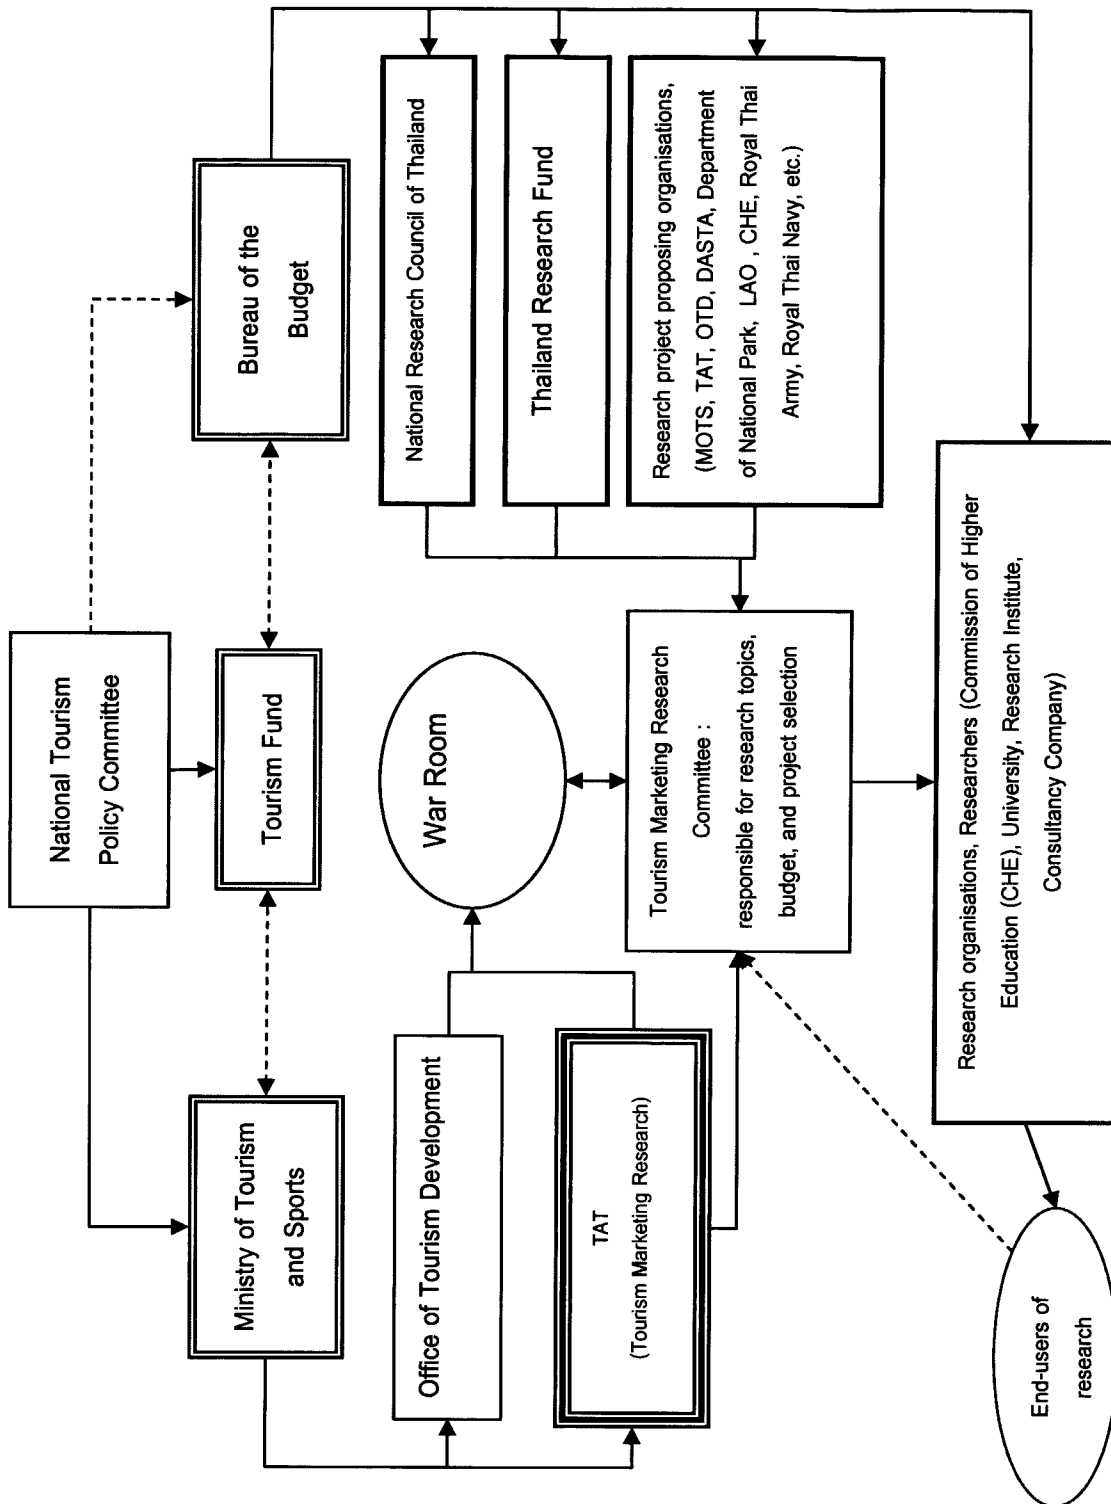 National Tourism
Policy Committee
Ministry of Tourism
and Sports
Tourism Fund
Bureau of the
Budget
Office of Tourism Development
War Room
National Research Council of Thailand
TAT
(Tourism Marketing Research)
Thailand Research Fund
Tourism Marketing Research
Committee :
responsible for research topics,
budget, and project selection
Research project proposing organisations,
(MOTS, TAT, OTD, DASTA, Department
of National Park, LAO , CHE, Royal Thai
Army, Royal Thai Navy, etc.)
End-users of
research
Research organisations, Researchers (Commission of Higher
Education (CHE), University, Research Institute,
Consultancy Company)